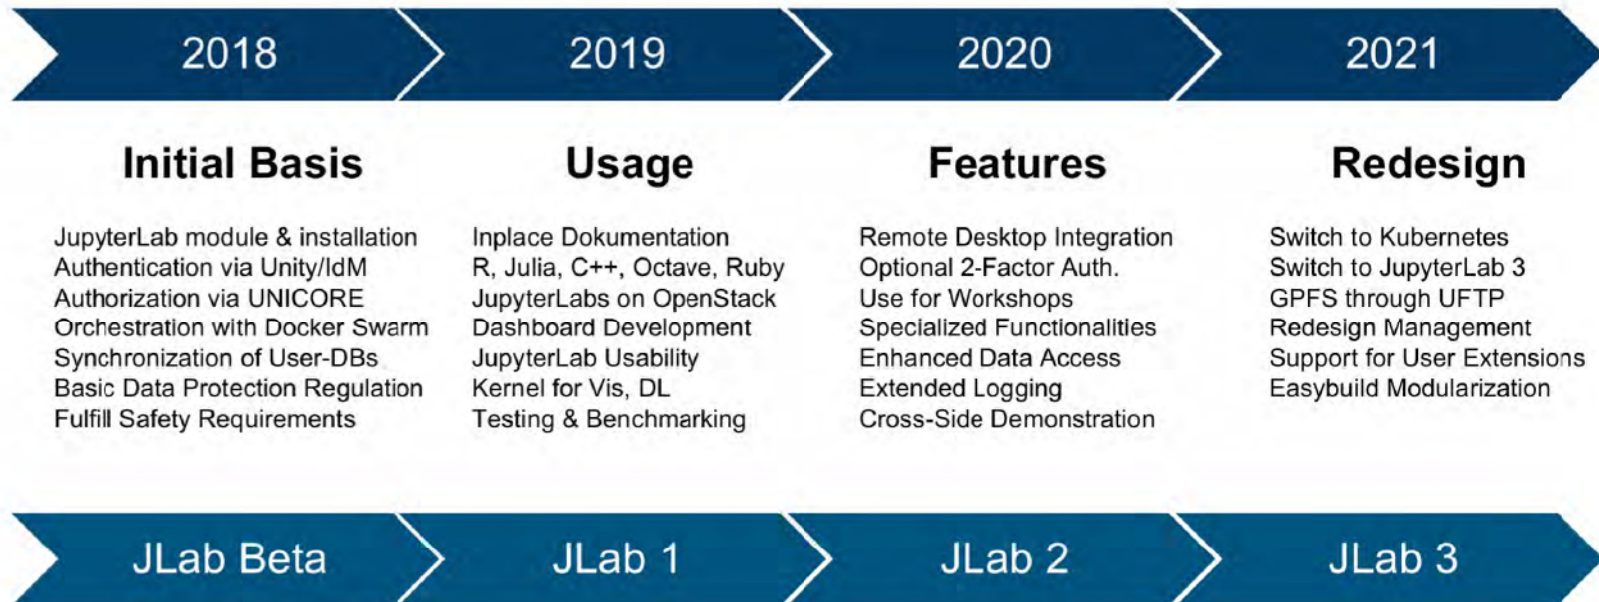 2018
2019
2020
2021
Initial Basis
JupyterLab module & installation
Authentication via Unity/IdM
Authorization via UNICORE
Orchestration with Docker Swarm
Synchronization of User-DBs
Basic Data Protection Regulation
Fulfill Safety Requirements
Usage
Inplace Dokumentation
R, Julia, C++, Octave, Ruby
JupyterLabs on OpenStack
Dashboard Development
JupyterLab Usability
Kernel for Vis, DL
Testing & Benchmarking
Features
Remote Desktop Integration
Optional 2-Factor Auth.
Use for Workshops
Specialized Functionalities
Enhanced Data Access
Extended Logging
Cross-Side Demonstration
Redesign
Switch to Kubernetes
Switch to JupyterLab 3
GPFS through UFTP
Redesign Management
Support for User Extensions
Easybuild Modularization
JLab Beta
JLab 1
JLab 2
JLab 3